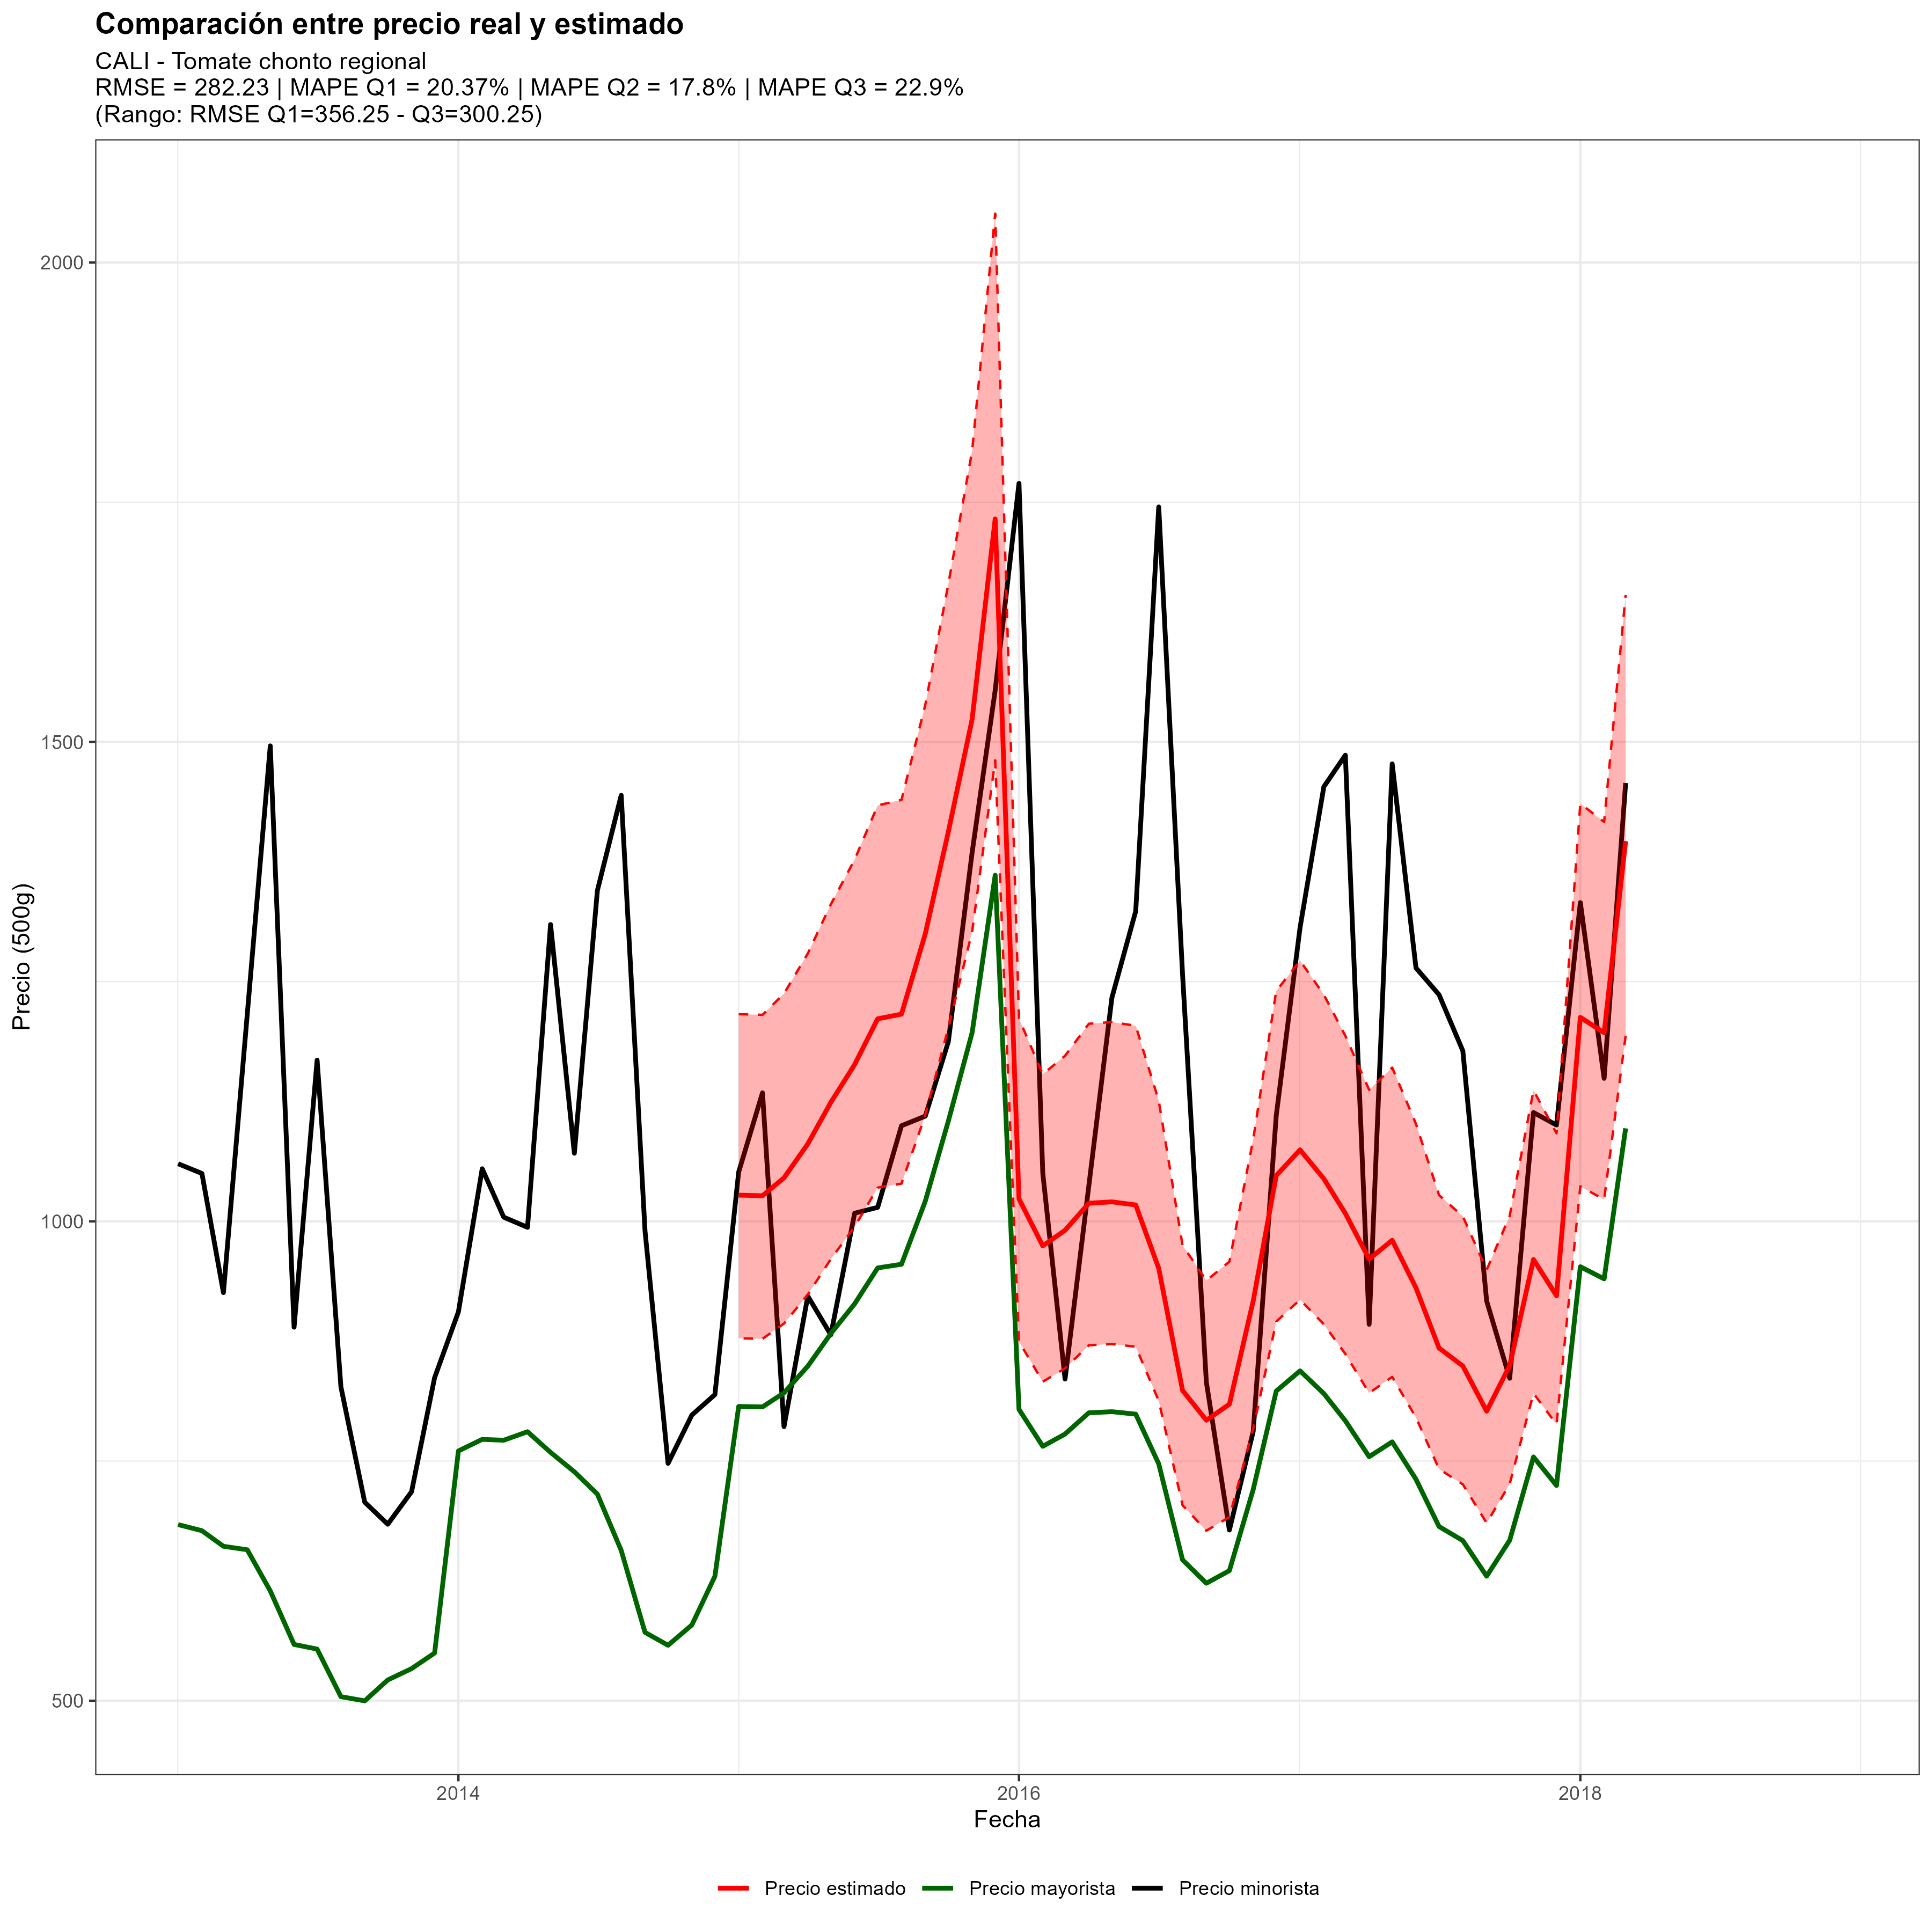 Comparación entre precio real y estimado
CALI - Tomate chonto regional
RMSE = 282.23 | MAPE Q1 = 20.37% | MAPE Q2 = 17.8% | MAPE Q3 = 22.9%
(Rango: RMSE Q1=356.25 - Q3=300.25)
Precio (500g)
2000
1500
1000
500
2014
2016
2018
Fecha
Precio estimado
Precio mayorista
Precio minorista